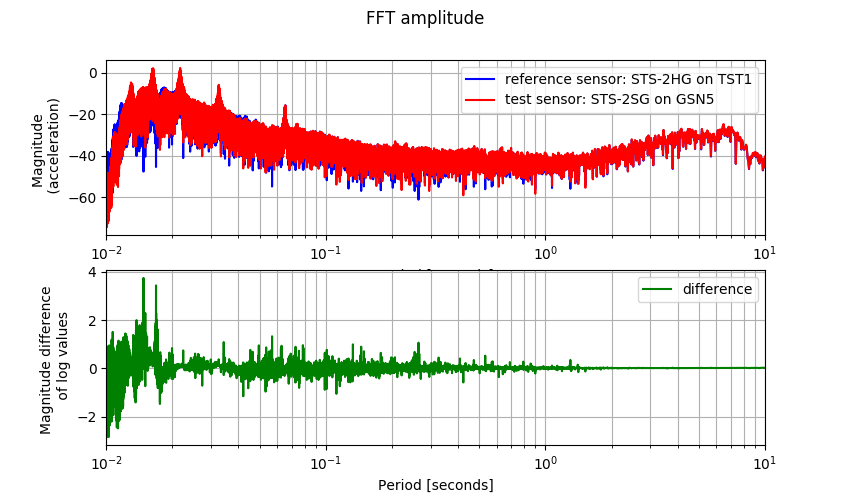 FFT amplitude
Magnitude
(acceleration)
0
−20
−40
−60
reference sensor: STS-2HG on TST1
test sensor: STS-2SG on GSN5
10⁻²
10⁻¹
10⁰
10¹
Magnitude difference
of log values
4
2
0
−2
difference
10⁻²
10⁻¹
10⁰
10¹
Period [seconds]